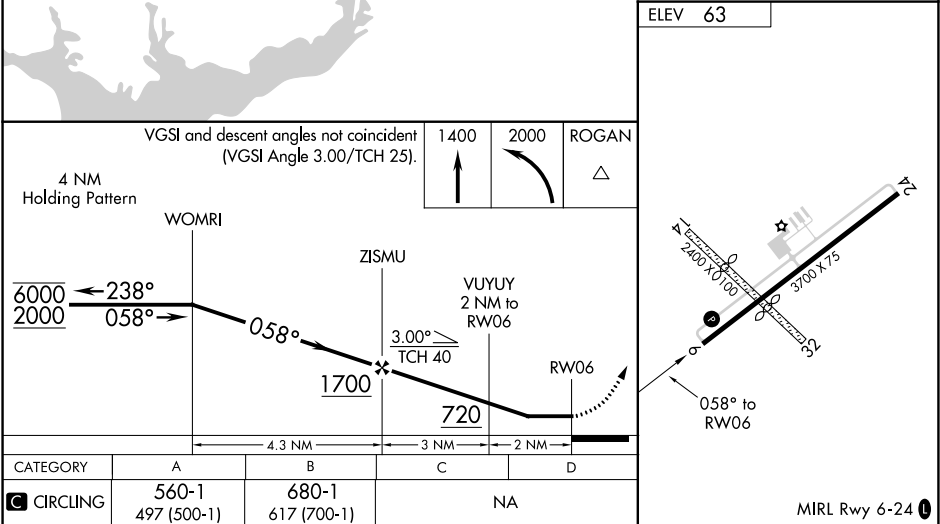 VGSI and descent angles not coincident
(VGSI Angle 3.00/TCH 25).
1400
2000
ROGAN
4 NM
Holding Pattern
WOMRI
ZISMU
VUYUY
2 NM to
RW06
6000
2000
238°
058°
058°
3.00°
TCH 40
RW06
1700
720
4.3 NM
3 NM
2 NM
CATEGORY A B C D
C CIRCLING
560-1
497 (500-1)
680-1
617 (700-1)
NA
ELEV 63
24
14
2400 X 100
3700 X 75
P
6
32
058° to
RW06
MIRL Rwy 6-24 L